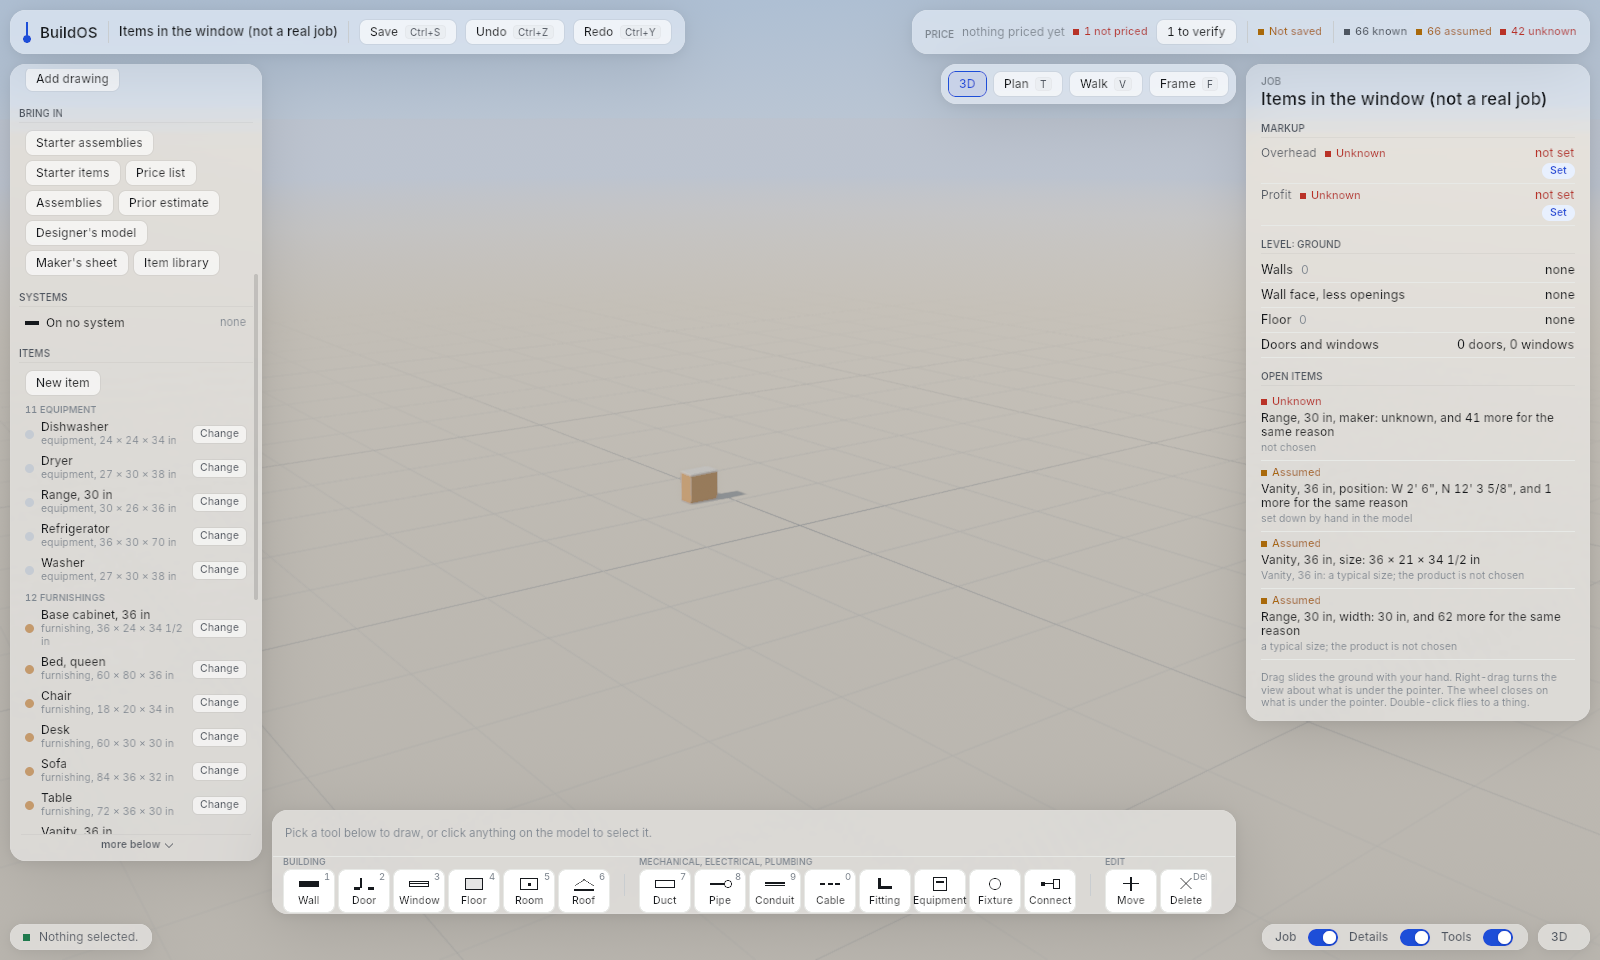 BuildOS
Items in the window (not a real job)
Save Ctrl+S
Undo Ctrl+Z
Redo Ctrl+Y
PRICE nothing priced yet 1 not priced 1 to verify Not saved 66 known 66 assumed 42 unknown
3D
Plan T
Walk V
Frame F
Add drawing
BRING IN
Starter assemblies
Starter items Price list
Assemblies Prior estimate
Designer's model
Maker's sheet Item library
SYSTEMS
On no system none
ITEMS
New item
11 EQUIPMENT
Dishwasher
equipment, 24 × 24 × 34 in
Change
Dryer
equipment, 27 × 30 × 38 in
Change
Range, 30 in
equipment, 30 × 26 × 36 in
Change
Refrigerator
equipment, 36 × 30 × 70 in
Change
Washer
equipment, 27 × 30 × 38 in
Change
12 FURNISHINGS
Base cabinet, 36 in
furnishing, 36 × 24 × 34 1/2
in
Change
Bed, queen
furnishing, 60 × 80 × 36 in
Change
Chair
furnishing, 18 × 20 × 34 in
Change
Desk
furnishing, 60 × 30 × 30 in
Change
Sofa
furnishing, 84 × 36 × 32 in
Change
Table
furnishing, 72 × 36 × 30 in
Change
Vanity, 36 in
more below
JOB
Items in the window (not a real job)
MARKUP
Overhead Unknown not set
Set
Profit Unknown not set
Set
LEVEL: GROUND
Walls 0 none
Wall face, less openings none
Floor 0 none
Doors and windows 0 doors, 0 windows
OPEN ITEMS
Unknown
Range, 30 in, maker: unknown, and 41 more for the
same reason
not chosen
Assumed
Vanity, 36 in, position: W 2' 6", N 12' 3 5/8", and 1
more for the same reason
set down by hand in the model
Assumed
Vanity, 36 in, size: 36 × 21 × 34 1/2 in
Vanity, 36 in: a typical size; the product is not chosen
Assumed
Range, 30 in, width: 30 in, and 62 more for the same
reason
a typical size; the product is not chosen
Drag slides the ground with your hand. Right-drag turns the
view about what is under the pointer. The wheel closes on
what is under the pointer. Double-click flies to a thing.
Pick a tool below to draw, or click anything on the model to select it.
BUILDING
1 Wall
2 Door
3 Window
4 Floor
5 Room
6 Roof
MECHANICAL, ELECTRICAL, PLUMBING
7 Duct
8 Pipe
9 Conduit
0 Cable
Fitting
Equipment
Fixture
Connect
EDIT
Move
Del Delete
Nothing selected.
Job Details Tools 3D